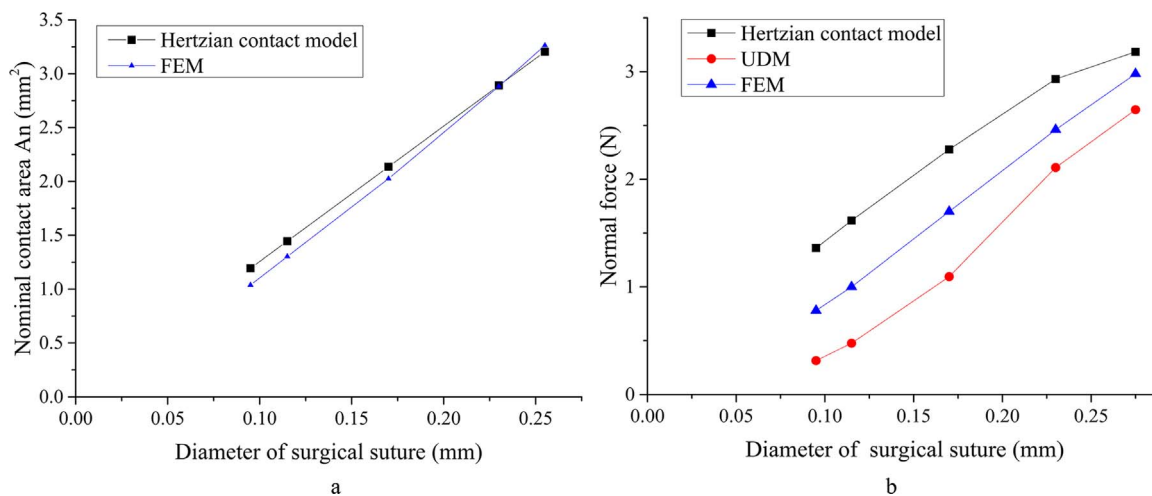 3.5
3.0
2.5
2.0
1.5
1.0
0.5
0.0
Nominal contact area An (mm²)
Hertzian contact model
FEM
0.00
0.05
0.10
0.15
0.20
0.25
Diameter of surgical suture (mm)
a
3
2
1
0
Normal force (N)
Hertzian contact model
UDM
FEM
0.00
0.05
0.10
0.15
0.20
0.25
Diameter of surgical suture (mm)
b